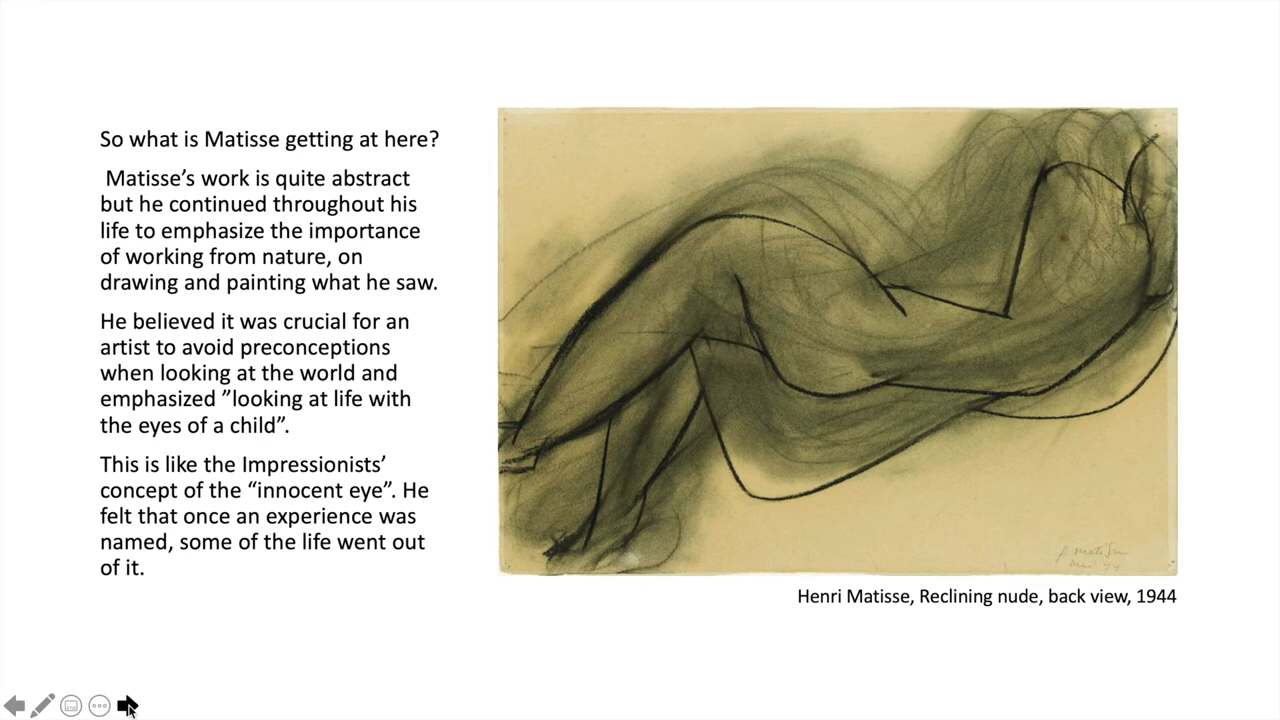 So what is Matisse getting at here?
Matisse’s work is quite abstract
but he continued throughout his
life to emphasize the importance
of working from nature, on
drawing and painting what he saw.
He believed it was crucial for an
artist to avoid preconceptions
when looking at the world and
emphasized ”looking at life with
the eyes of a child”.
This is like the Impressionists’
concept of the “innocent eye”. He
felt that once an experience was
named, some of the life went out
of it.
H. Matisse
mai 44
Henri Matisse, Reclining nude, back view, 1944